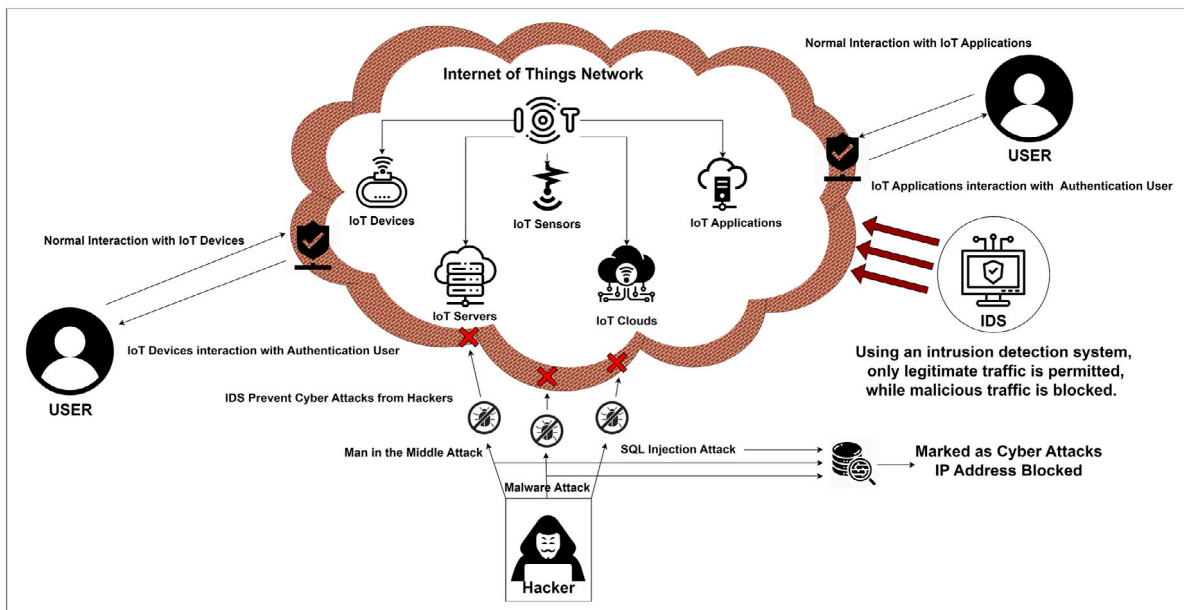 Normal Interaction with IoT Applications
Internet of Things Network
IOT
USER
IoT Devices
IoT Sensors
IoT Applications
IoT Applications interaction with Authentication User
Normal Interaction with IoT Devices
IoT Servers
IoT Clouds
IDS
IoT Devices interaction with Authentication User
USER
Using an intrusion detection system,
only legitimate traffic is permitted,
while malicious traffic is blocked.
IDS Prevent Cyber Attacks from Hackers
Man in the Middle Attack
SQL Injection Attack
Marked as Cyber Attacks
IP Address Blocked
Malware Attack
Hacker